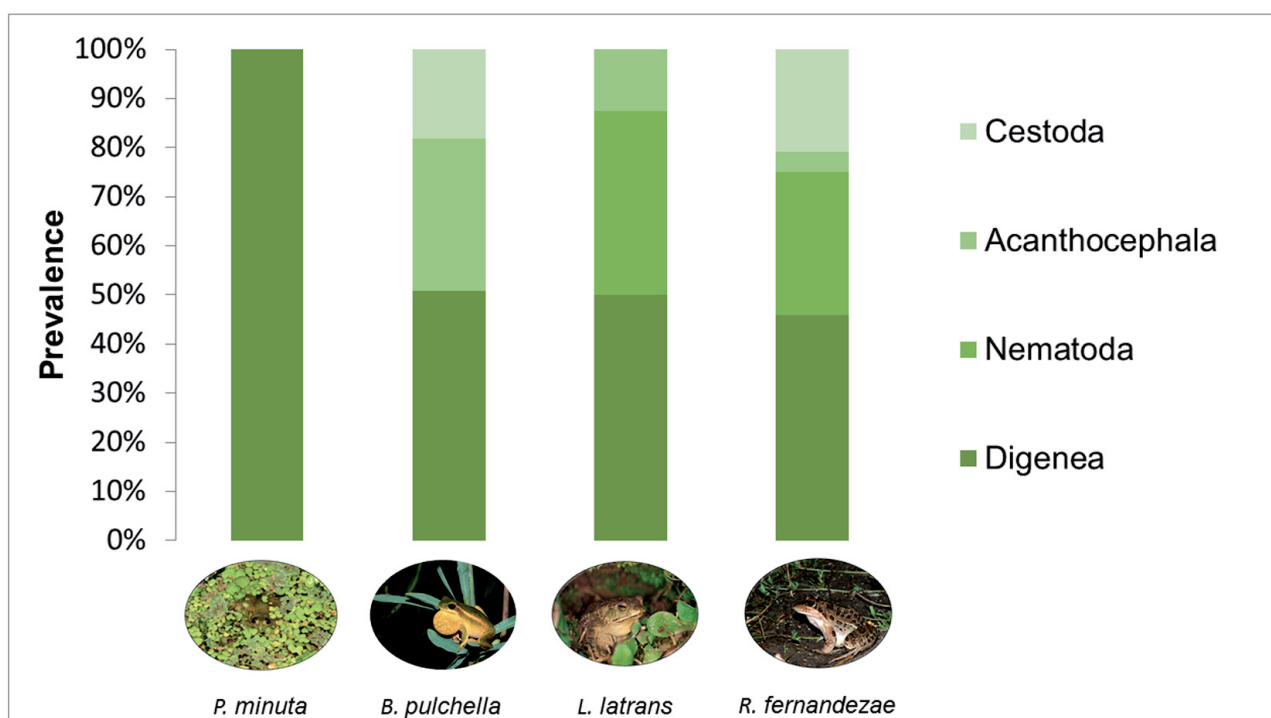 100%
90%
80%
70%
60%
50%
40%
30%
20%
10%
0%
Prevalence
Cestoda
Acanthocephala
Nematoda
Digenea
P. minuta
B. pulchella
L. latrans
R. fernandezae